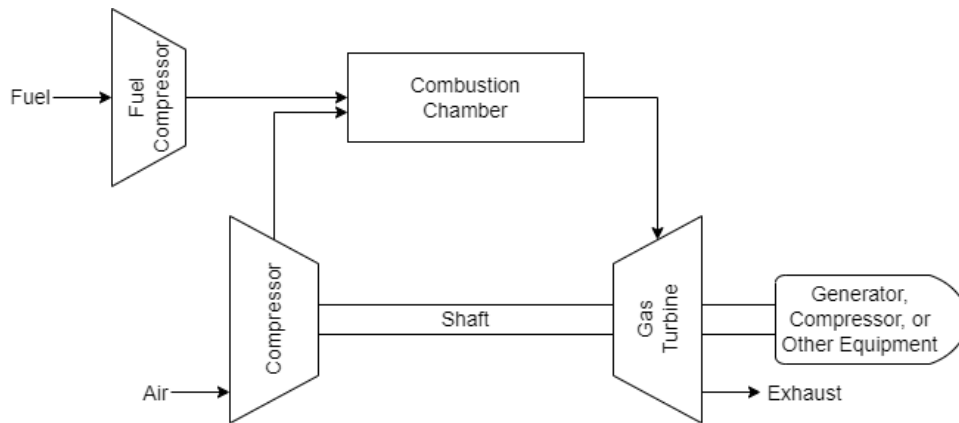 Fuel
Fuel
Compressor
Combustion
Chamber
Compressor
Shaft
Gas
Turbine
Generator,
Compressor, or
Other Equipment
Air
Exhaust